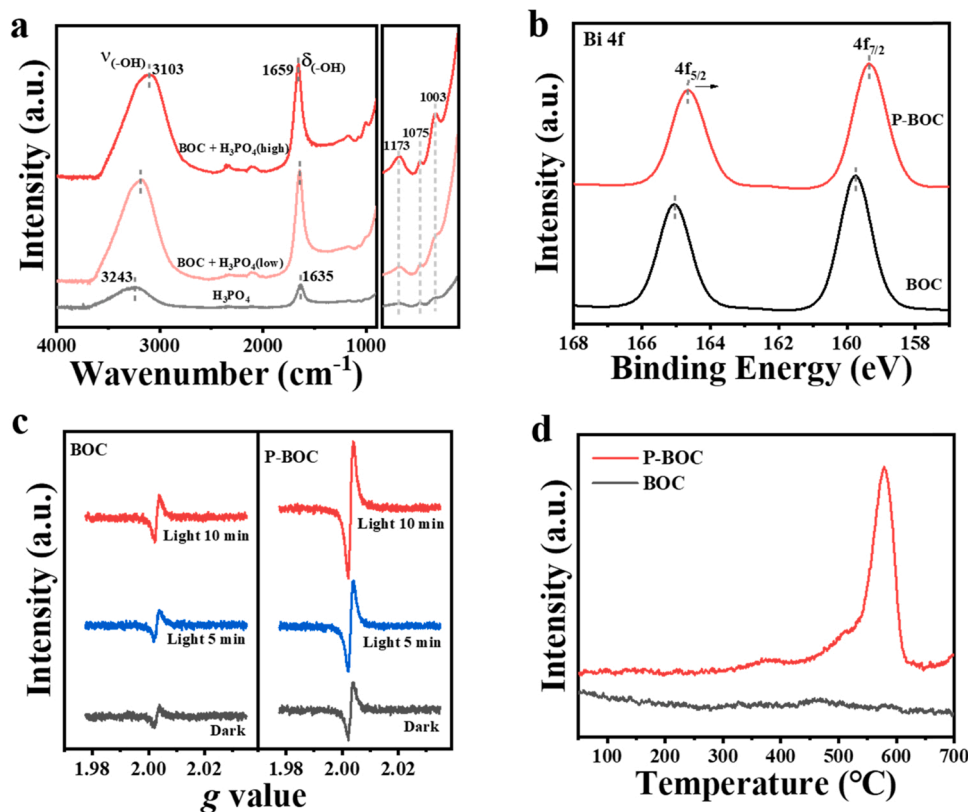 a
ν(-OH)
3103
1659
δ(-OH)
BOC + H₃PO₄(high)
1173
1075
1003
BOC + H₃PO₄(low)
3243
1635
H₃PO₄
4000 3000 2000 1000
Wavenumber (cm⁻¹)
Intensity (a.u.)
b
Bi 4f
4f₅/₂
4f₇/₂
P-BOC
BOC
168 166 164 162 160 158
Binding Energy (eV)
Intensity (a.u.)
c
BOC
P-BOC
Light 10 min
Light 10 min
Light 5 min
Light 5 min
Dark
Dark
1.98 2.00 2.02 1.98 2.00 2.02
g value
Intensity (a.u.)
d
P-BOC
BOC
100 200 300 400 500 600 700
Temperature (°C)
Intensity (a.u.)